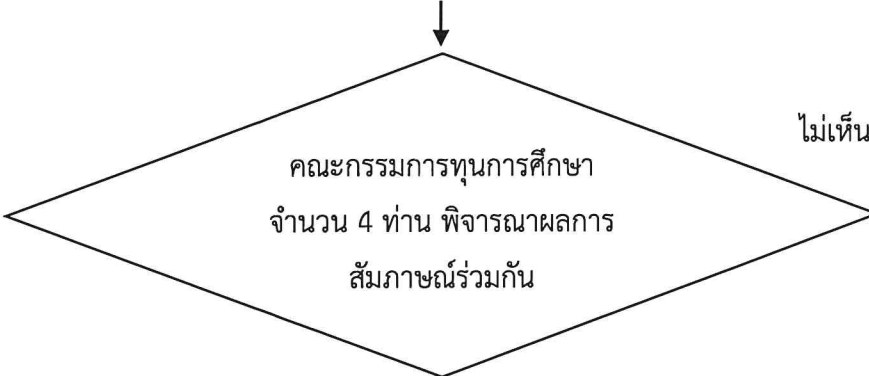 ไม่เห็น
คณะกรรมการทุนการศึกษา
จำนวน 4 ท่าน พิจารณาผลการ
สัมภาษณ์ร่วมกัน